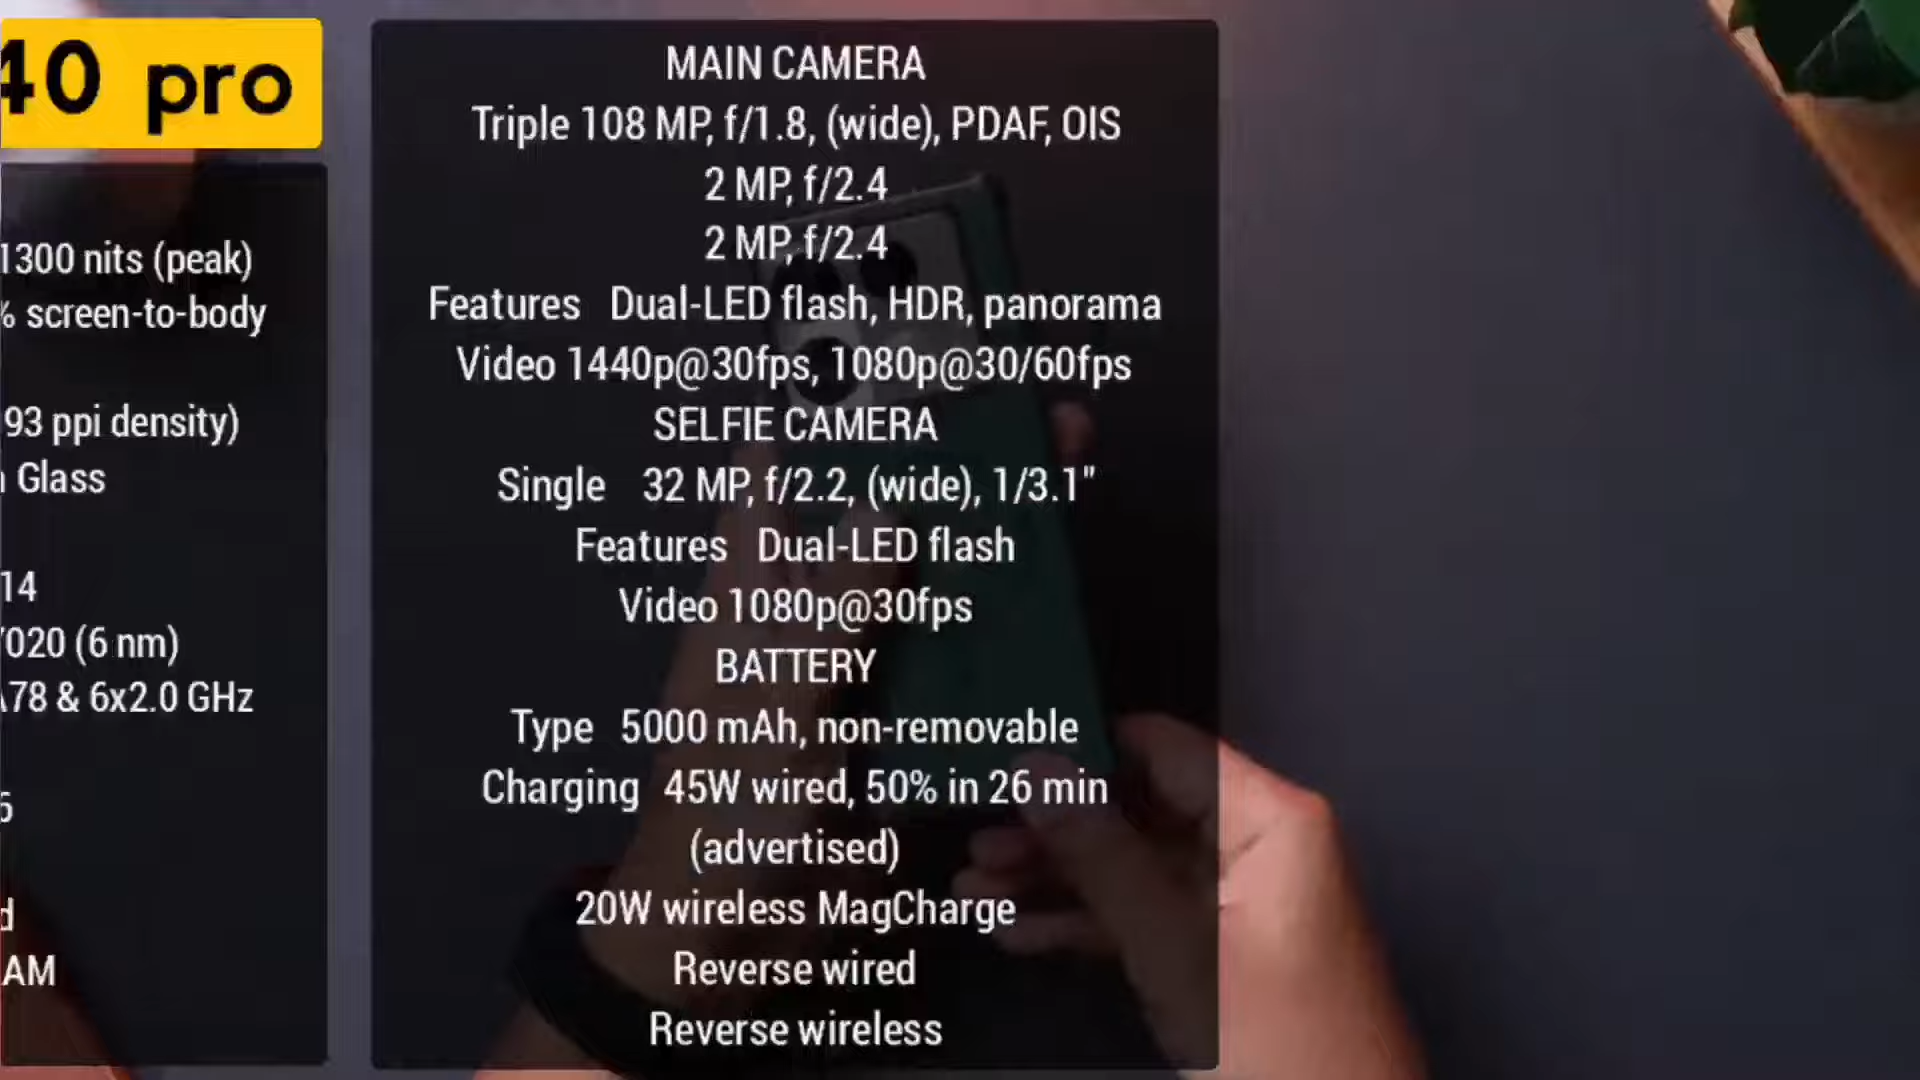 40 pro
1300 nits (peak)
% screen-to-body
93 ppi density)
Glass
14
020 (6 nm)
A78 & 6x2.0 GHz
6
d
AM
MAIN CAMERA
Triple 108 MP, f/1.8, (wide), PDAF, OIS
2 MP, f/2.4
2 MP, f/2.4
Features Dual-LED flash, HDR, panorama
Video 1440p@30fps, 1080p@30/60fps
SELFIE CAMERA
Single 32 MP, f/2.2, (wide), 1/3.1"
Features Dual-LED flash
Video 1080p@30fps
BATTERY
Type 5000 mAh, non-removable
Charging 45W wired, 50% in 26 min
(advertised)
20W wireless MagCharge
Reverse wired
Reverse wireless